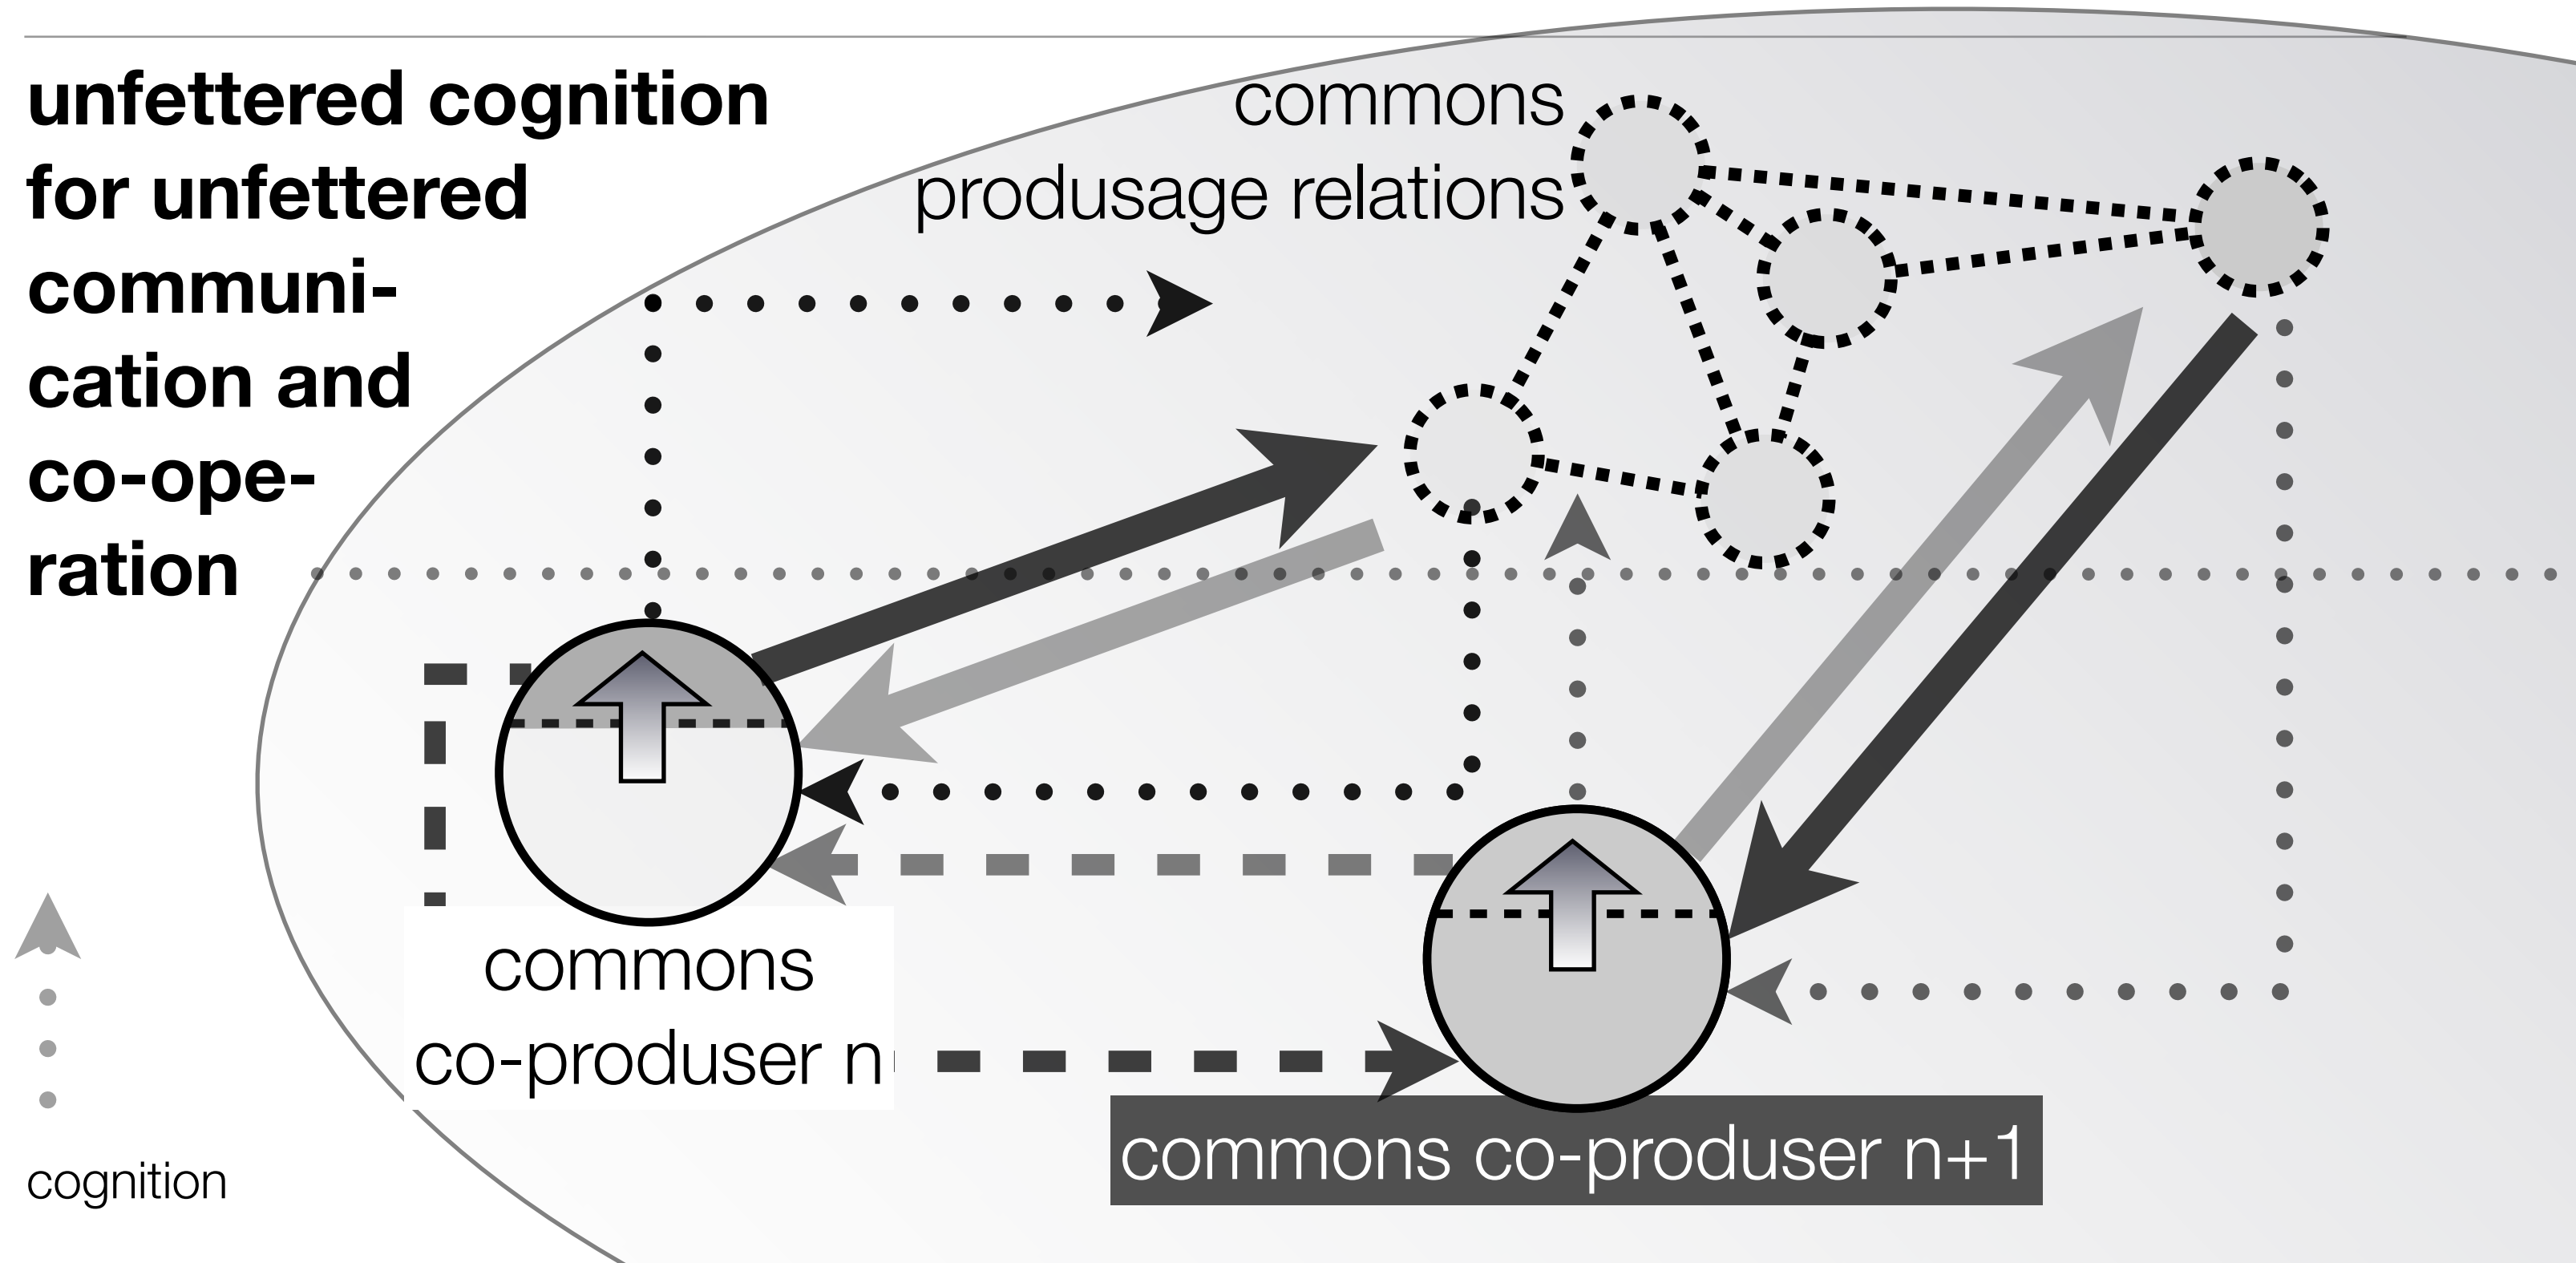 unfettered cognition
for unfettered
communi-
cation and
co-ope-
ration
commons
produsage relations
commons
co-produser n
commons co-produser n+1
cognition